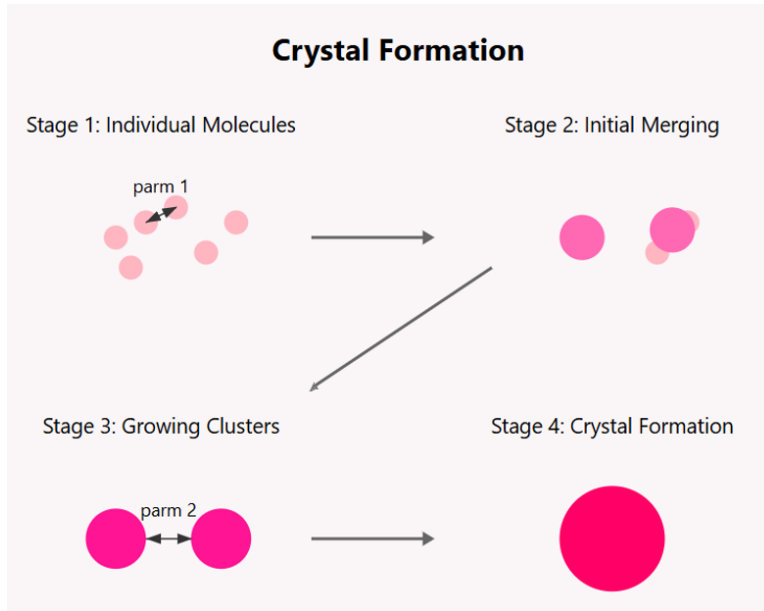 Crystal Formation
Stage 1: Individual Molecules
Stage 2: Initial Merging
parm 1
Stage 3: Growing Clusters
Stage 4: Crystal Formation
parm 2